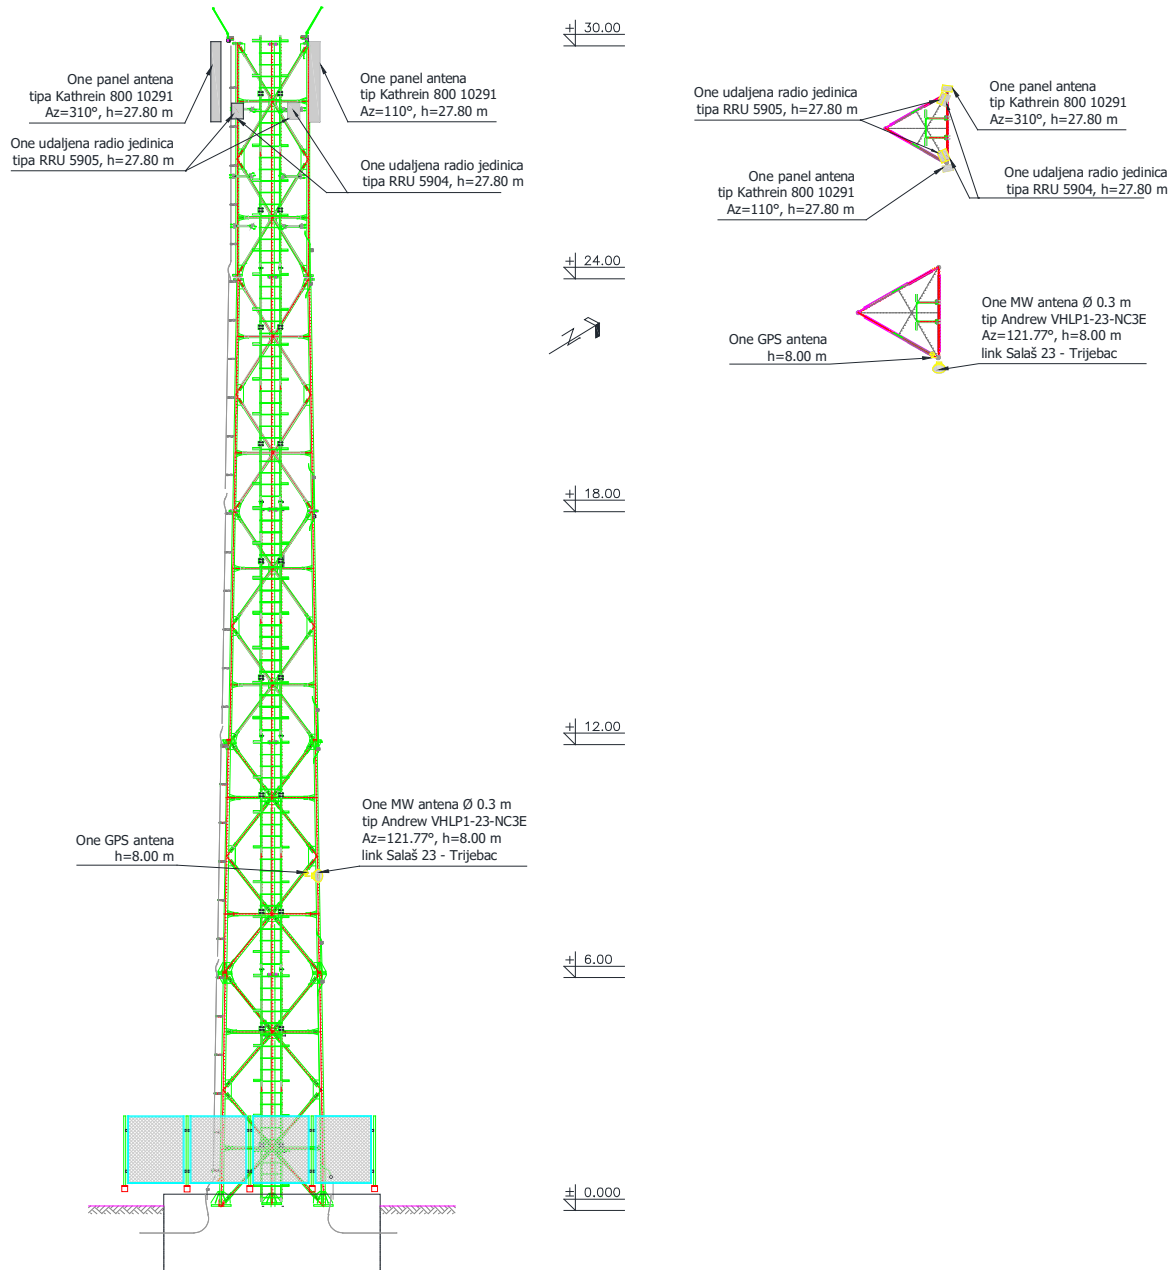 30.00
One panel antena
tipa Kathrein 800 10291
Az=310°, h=27.80 m
One udaljena radio jedinica
tipa RRU 5905, h=27.80 m
One panel antena
tip Kathrein 800 10291
Az=110°, h=27.80 m
One udaljena radio jedinica
tipa RRU 5904, h=27.80 m
One udaljena radio jedinica
tipa RRU 5905, h=27.80 m
One panel antena
tip Kathrein 800 10291
Az=310°, h=27.80 m
One panel antena
tip Kathrein 800 10291
Az=110°, h=27.80 m
One udaljena radio jedinica
tipa RRU 5904, h=27.80 m
+ 24.00
One GPS antena
h=8.00 m
One MW antena Ø 0.3 m
tip Andrew VHLP1-23-NC3E
Az=121.77°, h=8.00 m
link Salaš 23 - Trijebac
+ 18.00
+ 12.00
One GPS antena
h=8.00 m
One MW antena Ø 0.3 m
tip Andrew VHLP1-23-NC3E
Az=121.77°, h=8.00 m
link Salaš 23 - Trijebac
+ 6.00
± 0.000